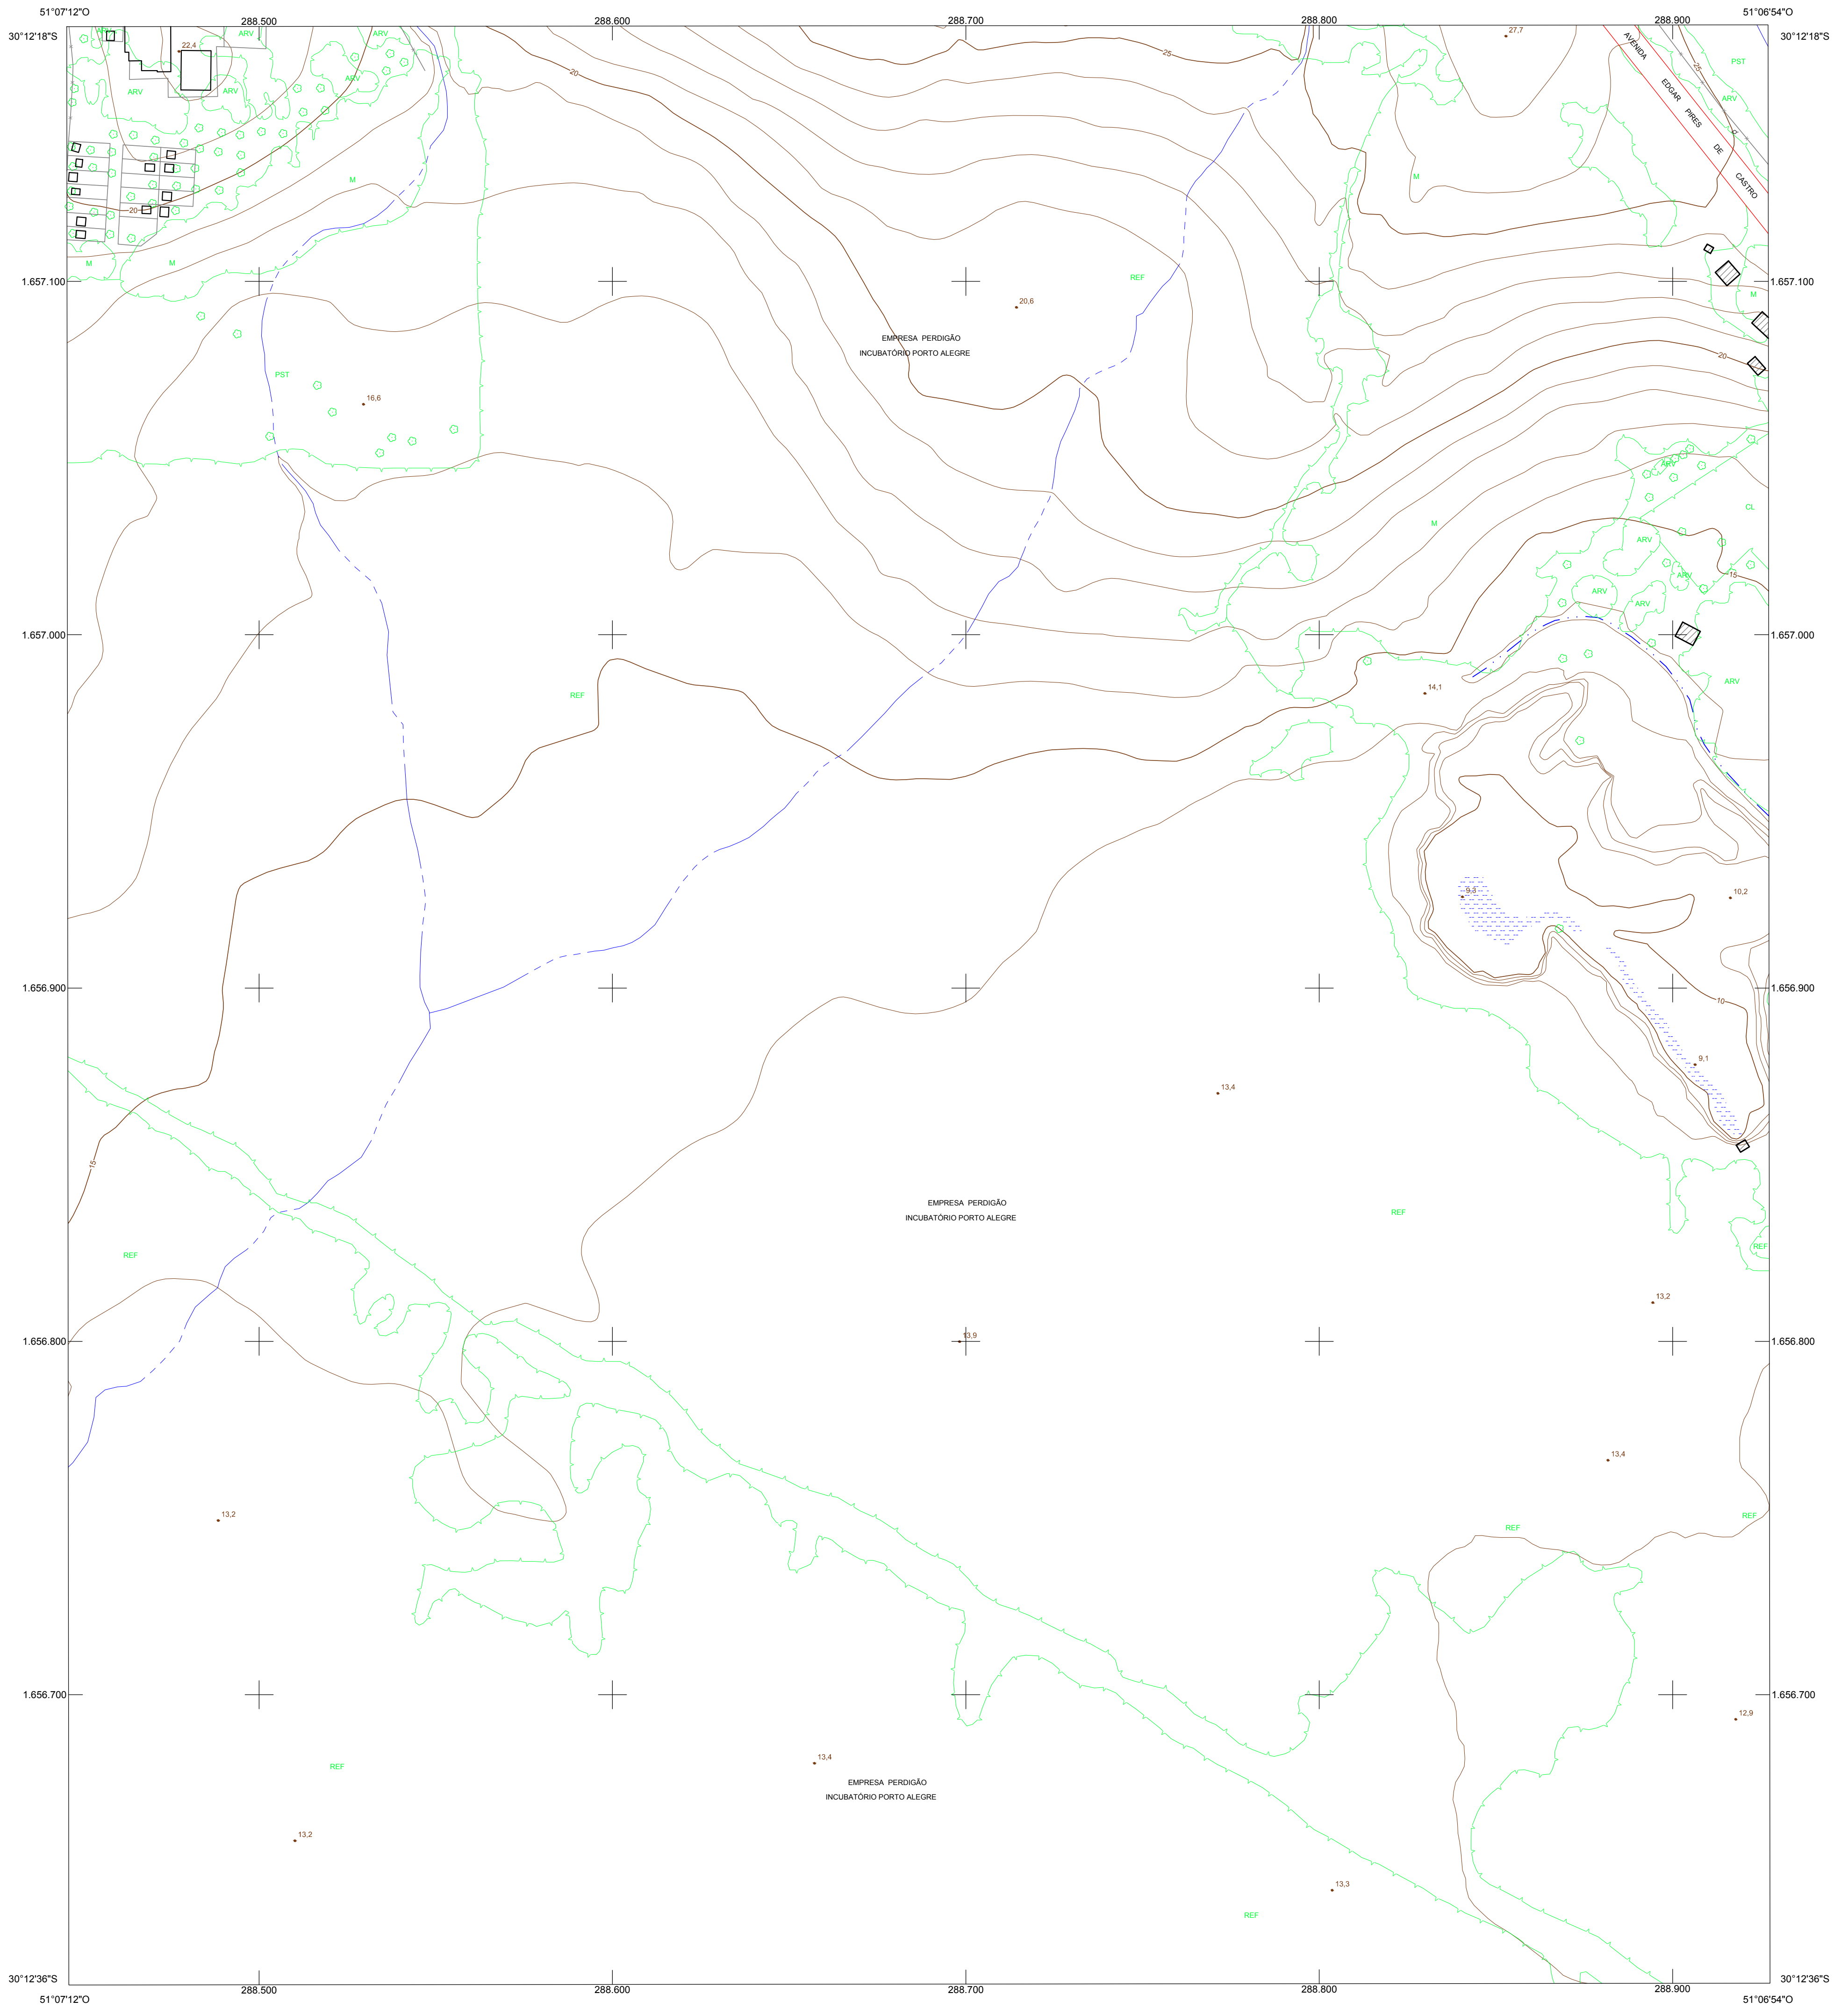 51°07'12"O
288.500
288.600
288.700
288.800
288.900
51°06'54"O
30°12'18"S
30°12'18"S
ARV
ARV
ARV
22,4
27,7
AVENIDA
EDGAR PIRES
DE
CASTRO
25
25
20
PST
ARV
ARV
ARV
ARV
M
M
20
M
M
REF
1.657.100
1.657.100
M
20,6
EMPRESA PERDIGÃO
INCUBATÓRIO PORTO ALEGRE
20
PST
16,6
ARV
CL
M
ARV
ARV
15
ARV
ARV
1.657.000
1.657.000
ARV
REF
14,1
9,3
10,2
1.656.900
1.656.900
10
9,1
13,4
15
EMPRESA PERDIGÃO
INCUBATÓRIO PORTO ALEGRE
REF
REF
REF
13,2
1.656.800
13,9
1.656.800
13,4
13,2
REF
REF
1.656.700
1.656.700
12,9
13,4
REF
EMPRESA PERDIGÃO
INCUBATÓRIO PORTO ALEGRE
13,2
13,3
REF
30°12'36"S
30°12'36"S
51°07'12"O
288.500
288.600
288.700
288.800
288.900
51°06'54"O